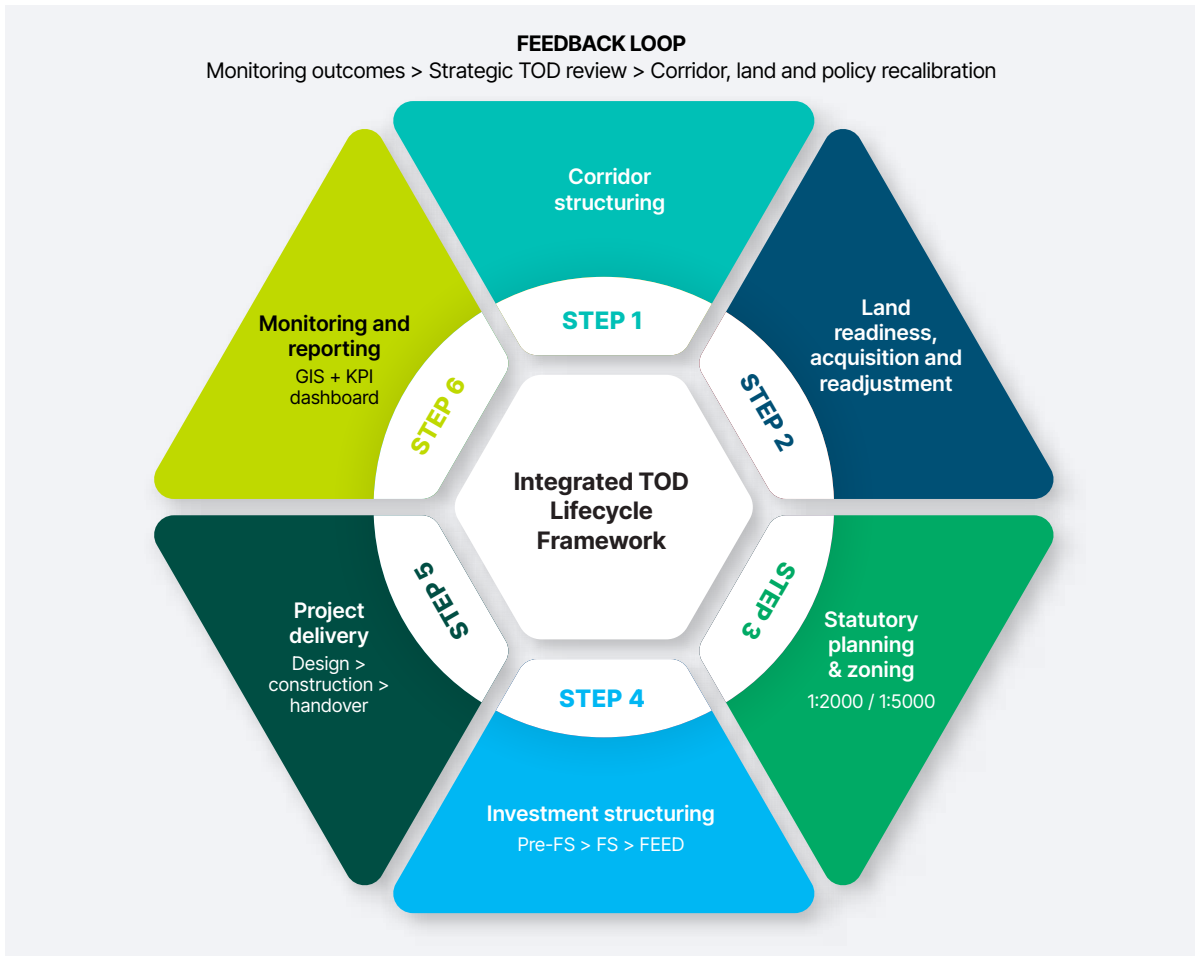 FEEDBACK LOOP
Monitoring outcomes > Strategic TOD review > Corridor, land and policy recalibration
Corridor
structuring
STEP 1
Land
readiness,
acquisition and
readjustment
STEP 2
Statutory
planning
& zoning
1:2000 / 1:5000
STEP 3
Investment structuring
Pre-FS > FS > FEED
STEP 4
Project
delivery
Design >
construction >
handover
STEP 5
Monitoring and
reporting
GIS + KPI
dashboard
STEP 6
Integrated TOD
Lifecycle
Framework